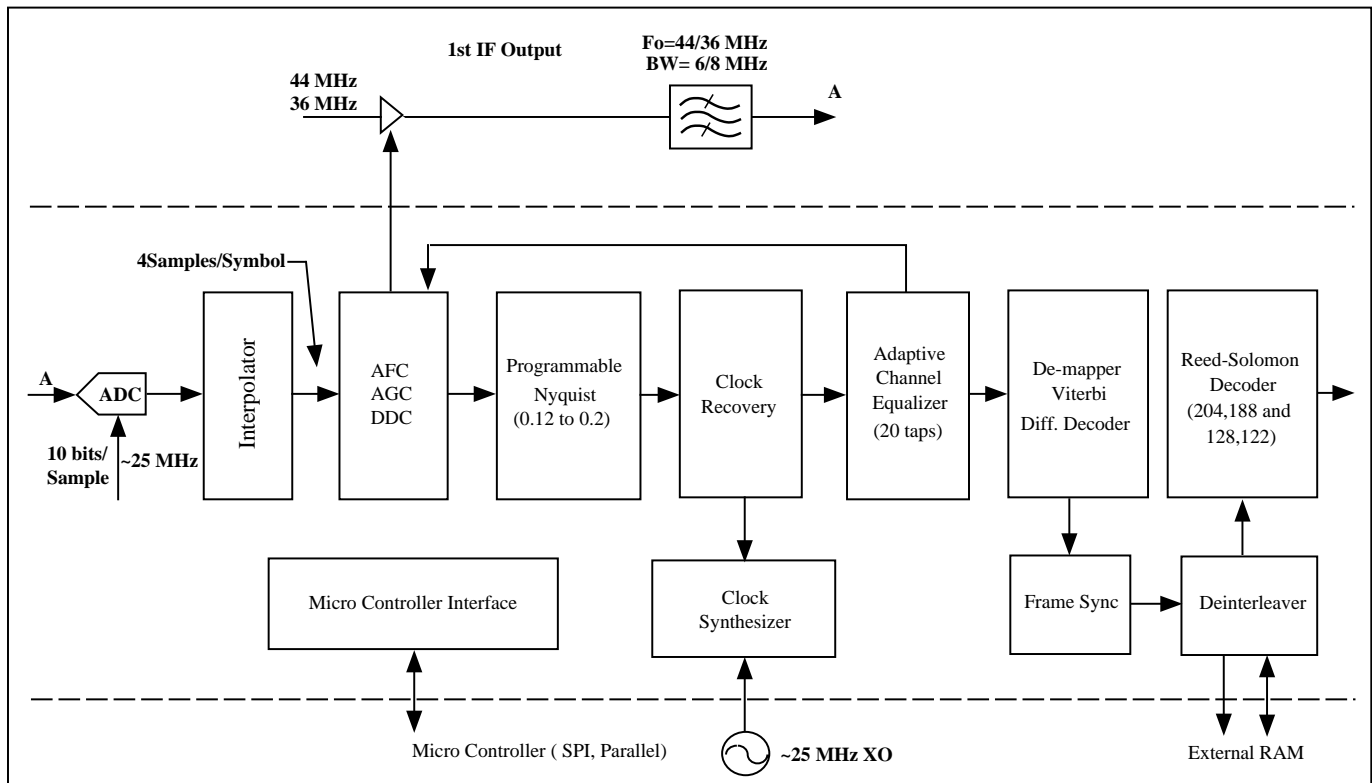 1st IF Output
Fo=44/36 MHz
BW= 6/8 MHz
44 MHz
36 MHz
A
4Samples/Symbol
A
ADC
10 bits/
Sample
~25 MHz
Interpolator
AFC
AGC
DDC
Programmable
Nyquist
(0.12 to 0.2)
Clock
Recovery
Adaptive
Channel
Equalizer
(20 taps)
De-mapper
Viterbi
Diff. Decoder
Reed-Solomon
Decoder
(204,188 and
128,122)
Micro Controller Interface
Clock
Synthesizer
Frame Sync
Deinterleaver
Micro Controller ( SPI, Parallel)
~25 MHz XO
External RAM